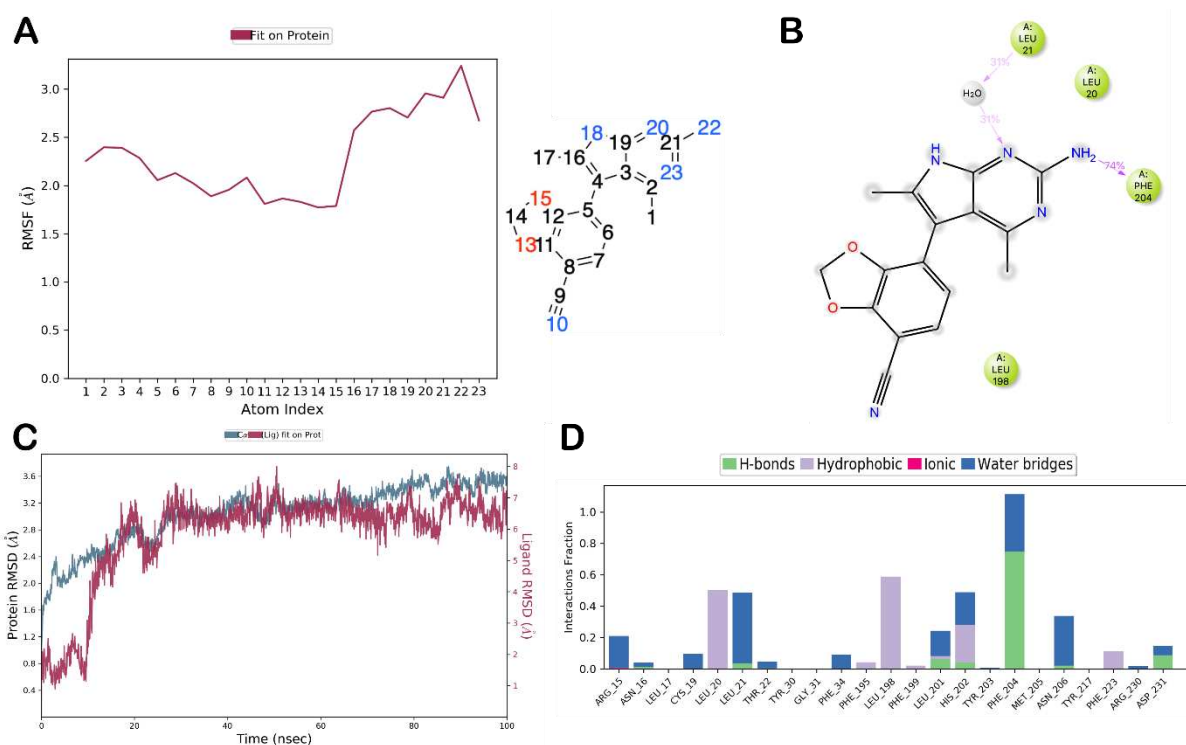 A
Fit on Protein
RMSF (Å)
3.0
2.5
2.0
1.5
1.0
0.5
0.0
1 2 3 4 5 6 7 8 9 10 11 12 13 14 15 16 17 18 19 20 21 22 23
Atom Index
18 20 22
19 21
17 16
3 23
4 2
15
5 1
14 12
6
13 11
7
8
9
10
B
A:
LEU
21
31%
H₂O
A:
LEU
20
31%
H
N
N
NH₂
74%
A:
PHE
204
N
O
O
A:
LEU
198
N
C
(Lig) fit on Prot
Protein RMSD (Å)
3.6
3.2
2.8
2.4
2.0
1.6
1.2
0.8
0.4
8
7
6
5
4
3
2
1
Ligand RMSD (Å)
0 20 40 60 80 100
Time (nsec)
D
H-bonds Hydrophobic Ionic Water bridges
Interactions Fraction
1.0
0.8
0.6
0.4
0.2
0.0
ARG_15
ASN_16
LEU_17
CYS_19
LEU_20
LEU_21
THR_22
TYR_30
GLY_31
PHE_34
PHE_195
LEU_198
PHE_199
LEU_201
HIS_202
TYR_203
PHE_204
MET_205
ASN_206
TYR_217
PHE_223
ARG_230
ASP_231